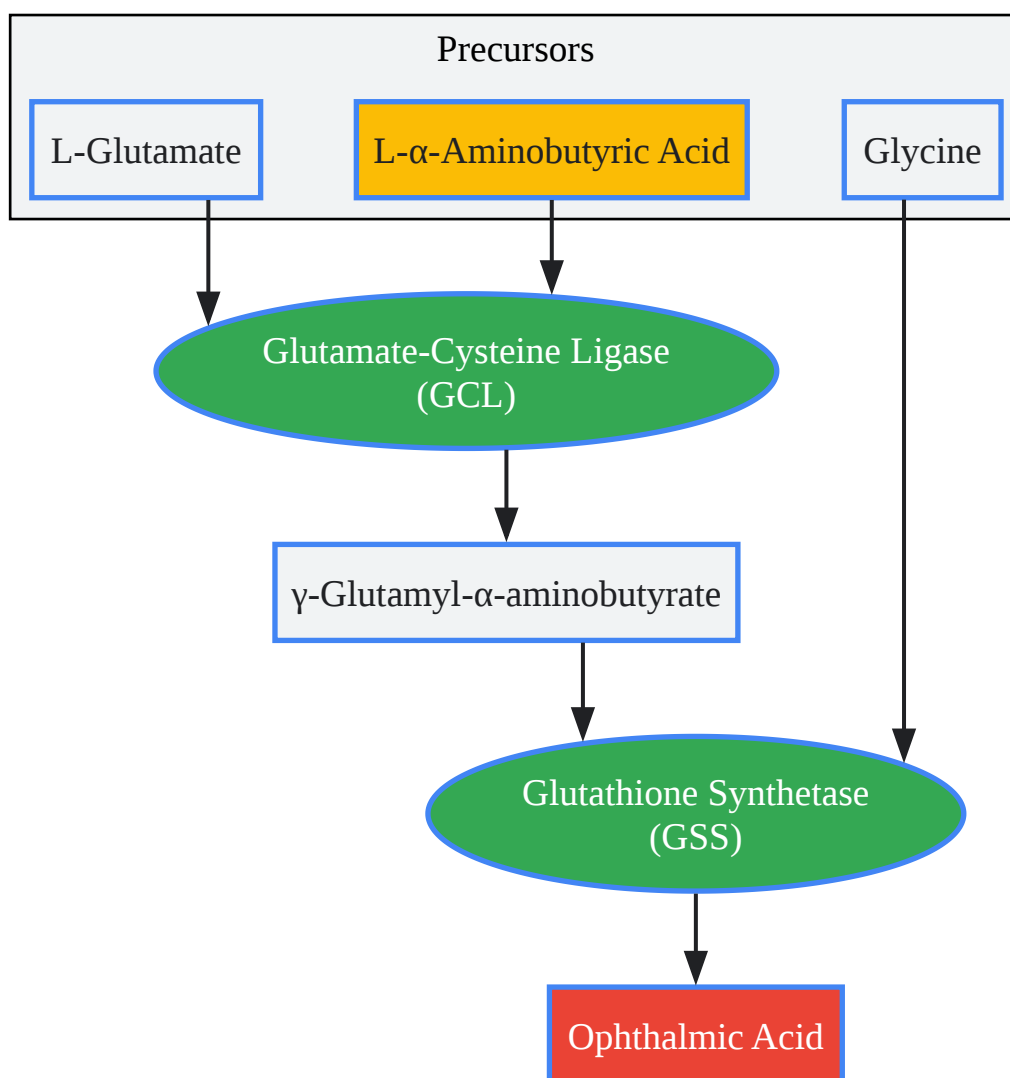 Precursors
L-Glutamate
L-α-Aminobutyric Acid
Glycine
Glutamate-Cysteine Ligase
(GCL)
γ-Glutamyl-α-aminobutyrate
Glutathione Synthetase
(GSS)
Ophthalmic Acid